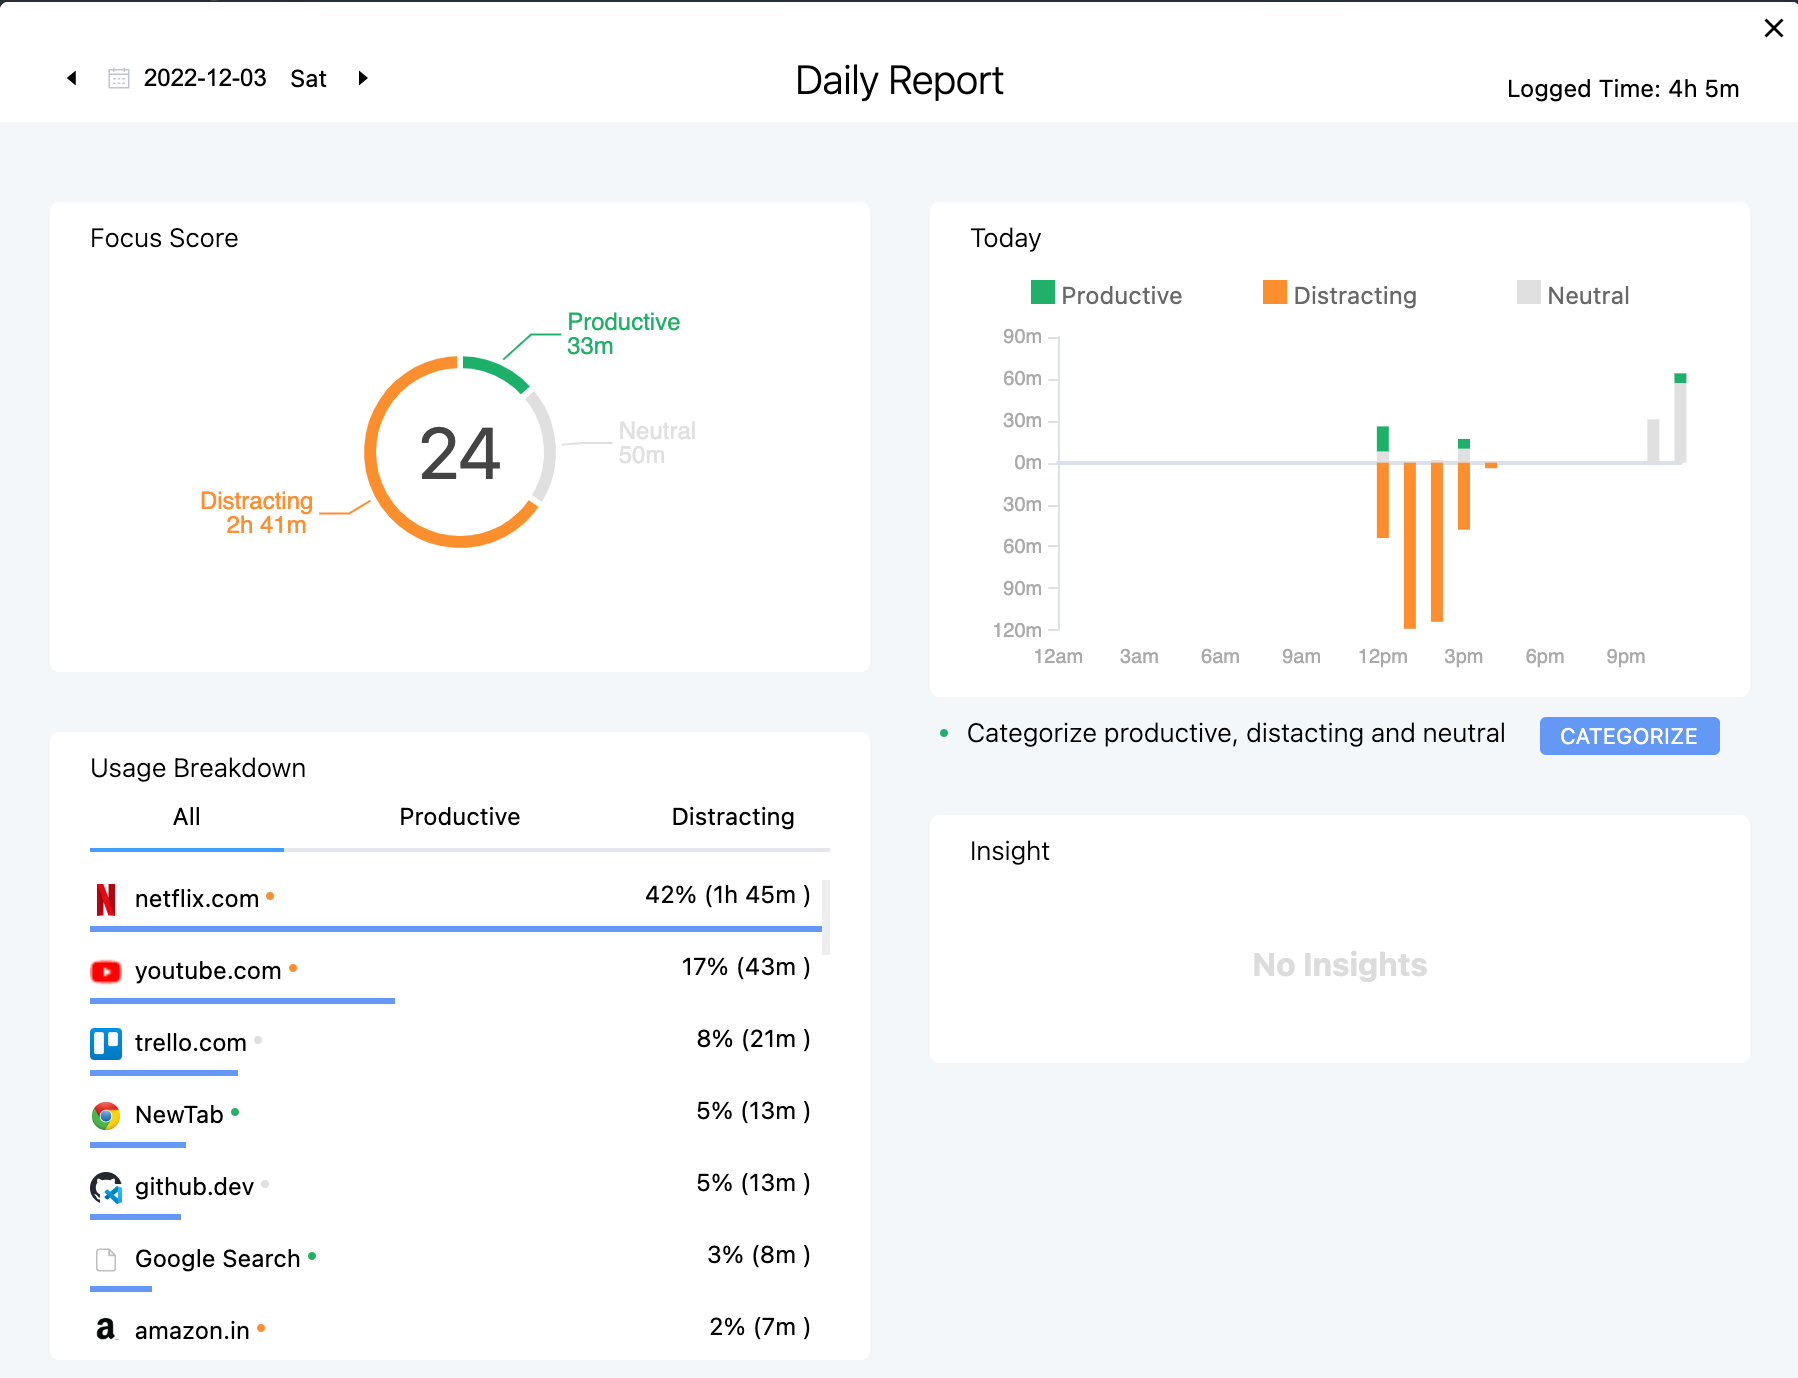 2022-12-03 Sat
Daily Report
Logged Time: 4h 5m
Focus Score
Productive
33m
Neutral
50m
24
Distracting
2h 41m
Today
Productive
Distracting
Neutral
90m
60m
30m
0m
30m
60m
90m
120m
12am 3am 6am 9am 12pm 3pm 6pm 9pm
Categorize productive, distacting and neutral
CATEGORIZE
Usage Breakdown
All Productive Distracting
netflix.com 42% (1h 45m )
youtube.com 17% (43m )
trello.com 8% (21m )
NewTab 5% (13m )
github.dev 5% (13m )
Google Search 3% (8m )
a amazon.in 2% (7m )
Insight
No Insights